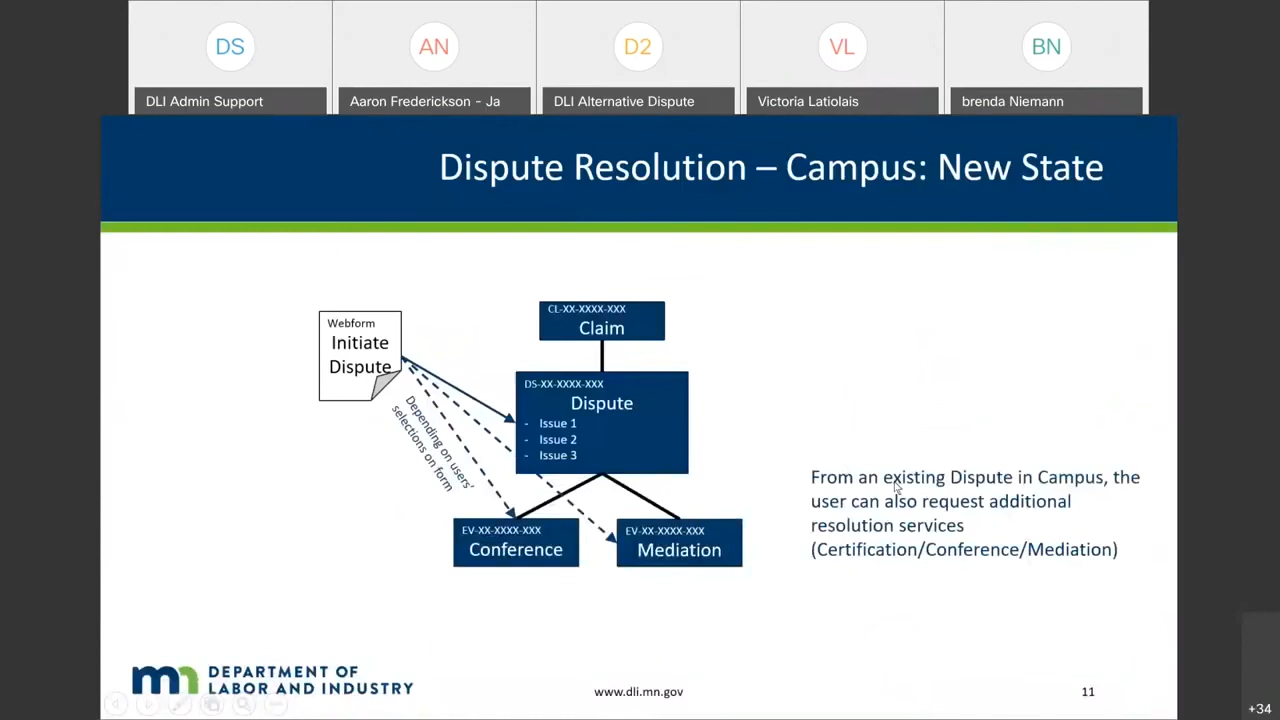 DS
AN
D2
VL
BN
DLI Admin Support
Aaron Frederickson - Ja
DLI Alternative Dispute
Victoria Latiolais
brenda Niemann
Dispute Resolution – Campus: New State
Webform
Initiate
Dispute
CL-XX-XXXX-XXX
Claim
DS-XX-XXXX-XXX
Dispute
- Issue 1
- Issue 2
- Issue 3
Depending on users'
selections on form
EV-XX-XXXX-XXX
Conference
EV-XX-XXXX-XXX
Mediation
From an existing Dispute in Campus, the
user can also request additional
resolution services
(Certification/Conference/Mediation)
mn DEPARTMENT OF
LABOR AND INDUSTRY
www.dli.mn.gov
11
+34